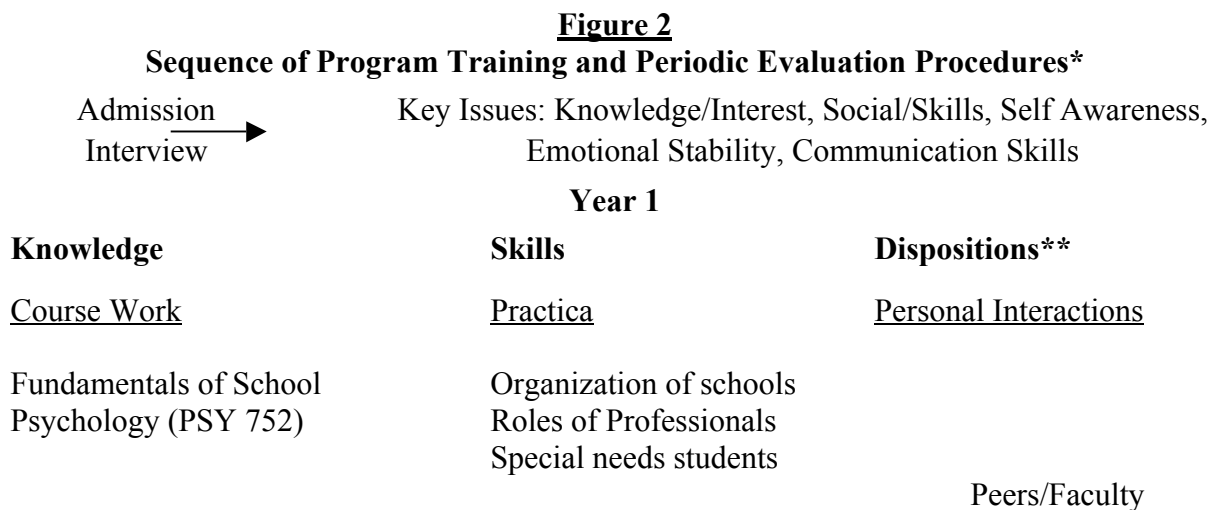 Figure 2
Sequence of Program Training and Periodic Evaluation Procedures*
Admission
Interview
Key Issues: Knowledge/Interest, Social/Skills, Self Awareness,
Emotional Stability, Communication Skills
Year 1
Knowledge Skills Dispositions**
Course Work Practica Personal Interactions
Fundamentals of School
Psychology (PSY 752)
Organization of schools
Roles of Professionals
Special needs students
Peers/Faculty